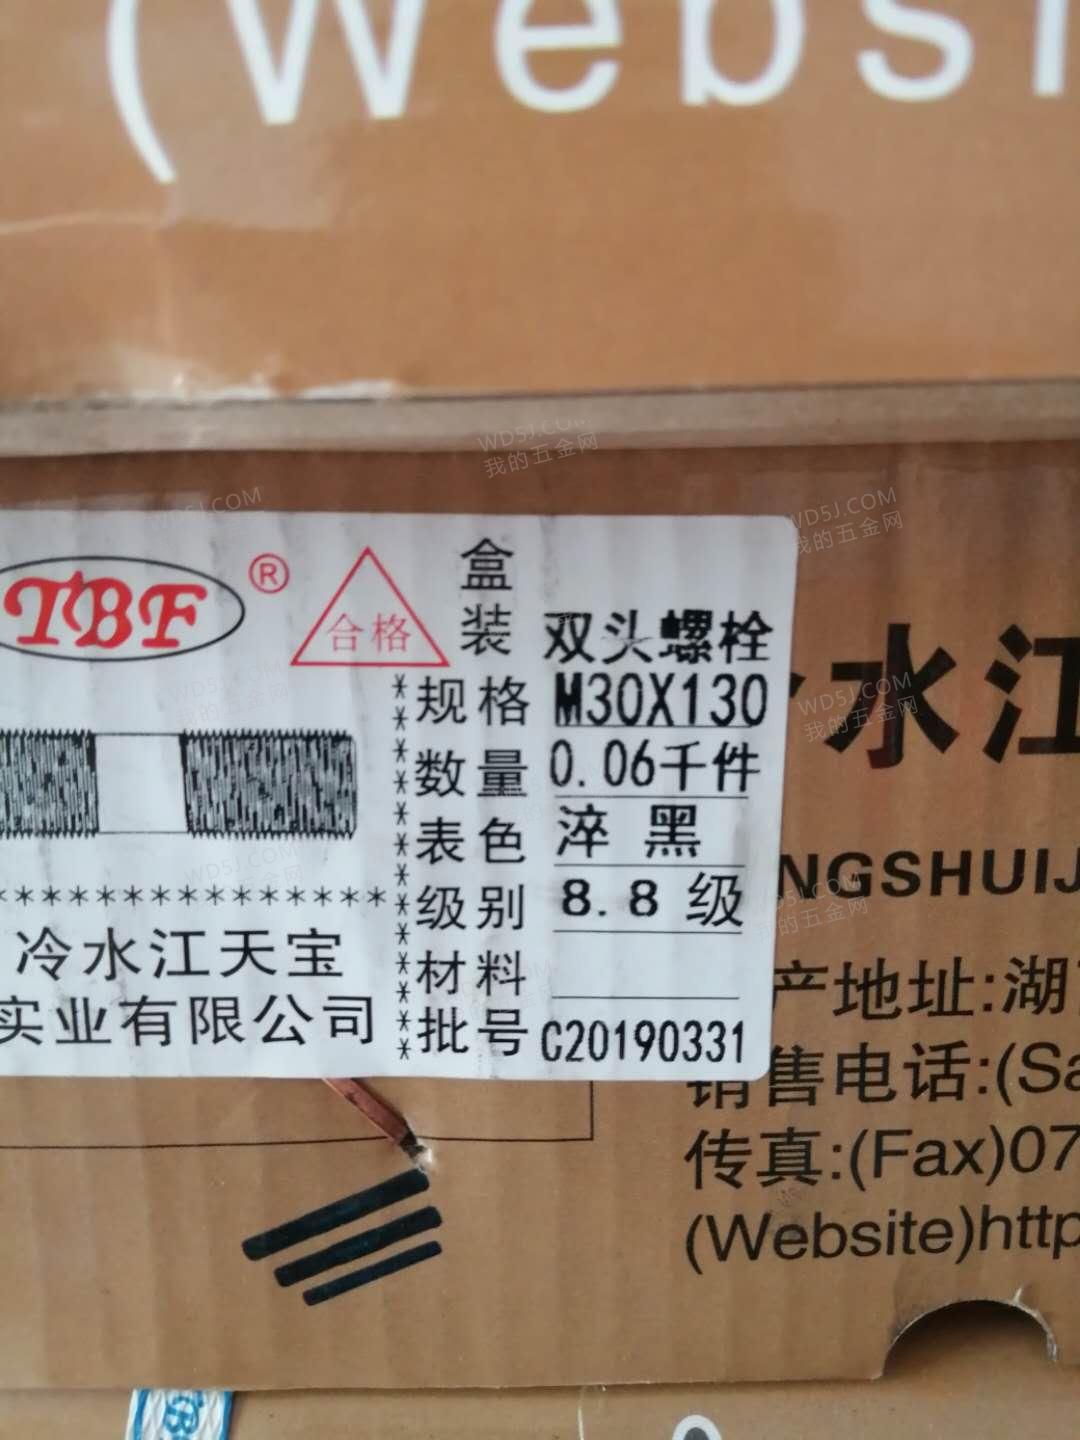 (Websi
WD5J.COM
我的五金网
TBF®
合格
盒装
双头螺栓
规格 M30X130
数量 0.06千件
表色 淬黑
级别 8.8级
材料
批号 C20190331
***************
冷水江天宝
实业有限公司
水江
NGSHUIJ
产地址:湖
销售电话:(Sa
传真:(Fax)07
(Website)http